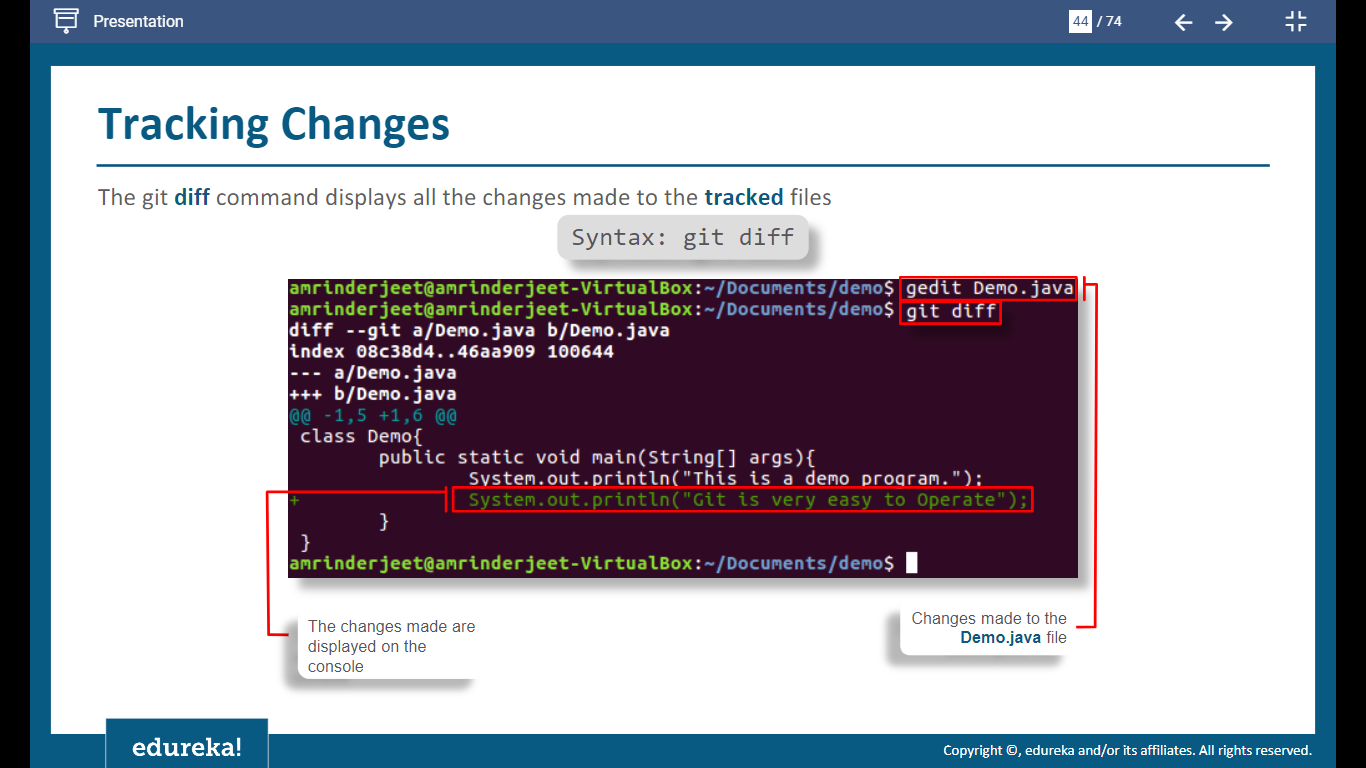 Presentation
44 / 74
Tracking Changes
The git diff command displays all the changes made to the tracked files
Syntax: git diff
amrinderjeet@amrinderjeet-VirtualBox:~/Documents/demo$ gedit Demo.java
amrinderjeet@amrinderjeet-VirtualBox:~/Documents/demo$ git diff
diff --git a/Demo.java b/Demo.java
index 08c38d4..46aa909 100644
--- a/Demo.java
+++ b/Demo.java
@@ -1,5 +1,6 @@
class Demo{
public static void main(String[] args){
System.out.println("This is a demo program.");
+ System.out.println("Git is very easy to Operate");
}
}
amrinderjeet@amrinderjeet-VirtualBox:~/Documents/demo$
The changes made are
displayed on the
console
Changes made to the
Demo.java file
edureka!
Copyright ©, edureka and/or its affiliates. All rights reserved.